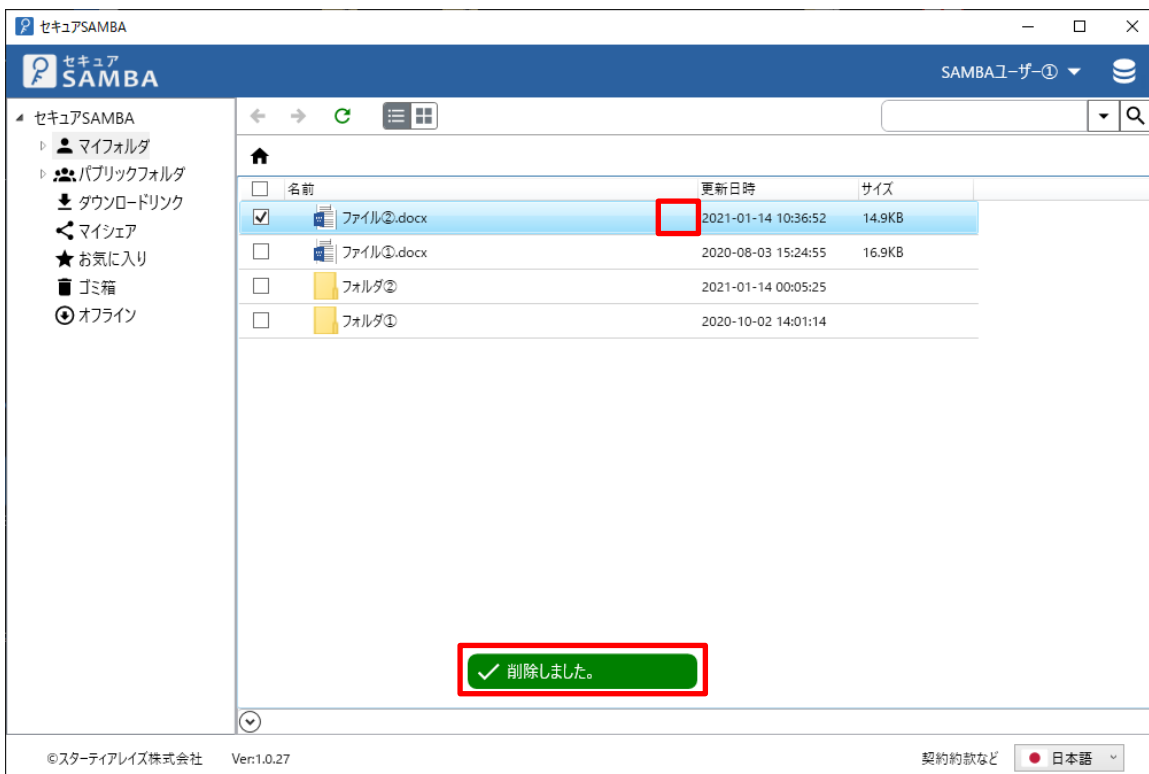 セキュアSAMBA
セキュア
SAMBA
SAMBAユーザー①
セキュアSAMBA
マイフォルダ
パブリックフォルダ
ダウンロードリンク
マイシェア
お気に入り
ゴミ箱
オフライン
名前 更新日時 サイズ
ファイル②.docx 2021-01-14 10:36:52 14.9KB
ファイル①.docx 2020-08-03 15:24:55 16.9KB
フォルダ② 2021-01-14 00:05:25
フォルダ① 2020-10-02 14:01:14
削除しました。
©スターティアレイズ株式会社 Ver:1.0.27 契約約款など 日本語